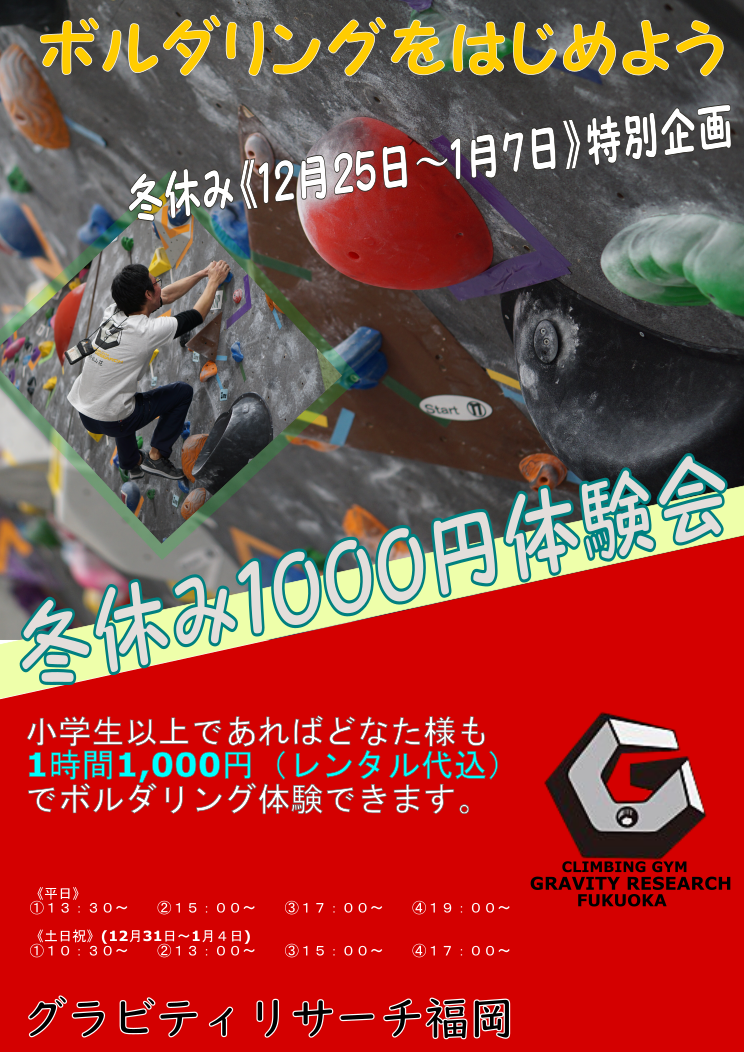 ボルダリングをはじめよう
冬休み《12月25日～1月7日》特別企画
Start 11
冬休み1000円体験会
小学生以上であればどなた様も
1時間1,000円（レンタル代込）
でボルダリング体験できます。
CLIMBING GYM
GRAVITY RESEARCH
FUKUOKA
《平日》
①１３：３０～　②１５：００～　③１７：００～　④１９：００～
《土日祝》(12月31日～1月４日)
①１０：３０～　②１３：００～　③１５：００～　④１７：００～
グラビティリサーチ福岡